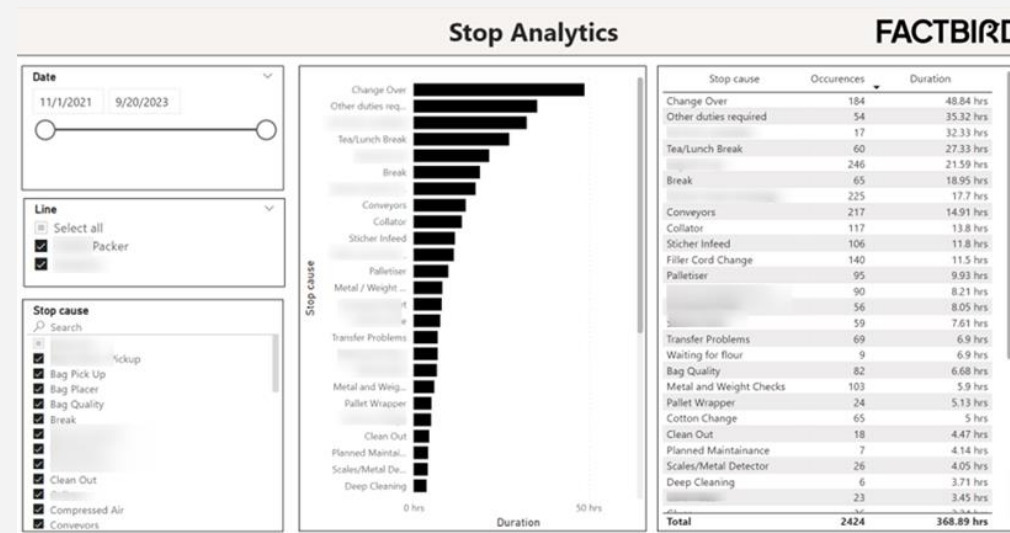 Stop Analytics
FACTBIRD
Date
11/1/2021 9/20/2023
Line
Select all
Packer
Stop cause
Search
Pickup
Bag Pick Up
Bag Placer
Bag Quality
Break
Clean Out
Compressed Air
Conveyors
Stop cause
Change Over
Other duties req...
Tea/Lunch Break
Break
Conveyors
Collator
Sticher Infeed
Palletiser
Metal / Weight ...
Transfer Problems
Metal and Weig...
Pallet Wrapper
Clean Out
Planned Maintai...
Scales/Metal De...
Deep Cleaning
0 hrs 50 hrs
Duration
Stop cause Occurences Duration
Change Over 184 48.84 hrs
Other duties required 54 35.32 hrs
17 32.33 hrs
Tea/Lunch Break 60 27.33 hrs
246 21.59 hrs
Break 65 18.95 hrs
225 17.7 hrs
Conveyors 217 14.91 hrs
Collator 117 13.8 hrs
Sticher Infeed 106 11.8 hrs
Filler Cord Change 140 11.5 hrs
Palletiser 95 9.93 hrs
90 8.21 hrs
56 8.05 hrs
59 7.61 hrs
Transfer Problems 69 6.9 hrs
Waiting for flour 9 6.9 hrs
Bag Quality 82 6.68 hrs
Metal and Weight Checks 103 5.9 hrs
Pallet Wrapper 24 5.13 hrs
Cotton Change 65 5 hrs
Clean Out 18 4.47 hrs
Planned Maintainance 7 4.14 hrs
Scales/Metal Detector 26 4.05 hrs
Deep Cleaning 6 3.71 hrs
23 3.45 hrs
Total 2424 368.89 hrs